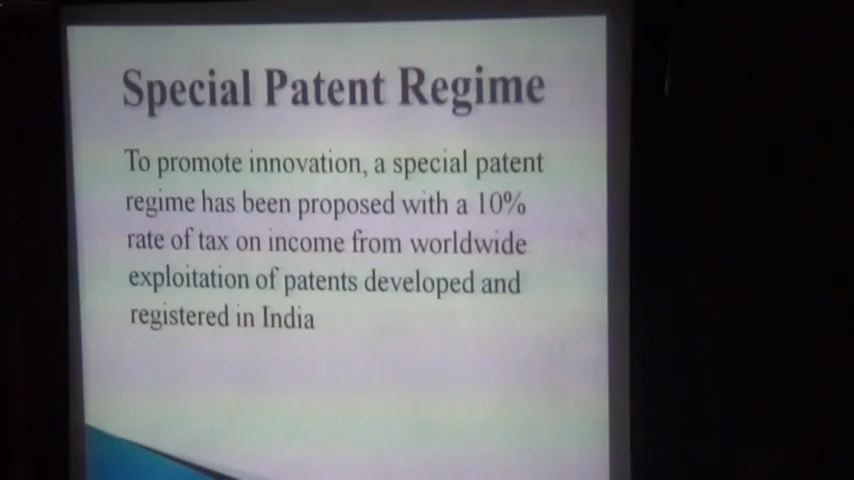 Special Patent Regime
To promote innovation, a special patent
regime has been proposed with a 10%
rate of tax on income from worldwide
exploitation of patents developed and
registered in India